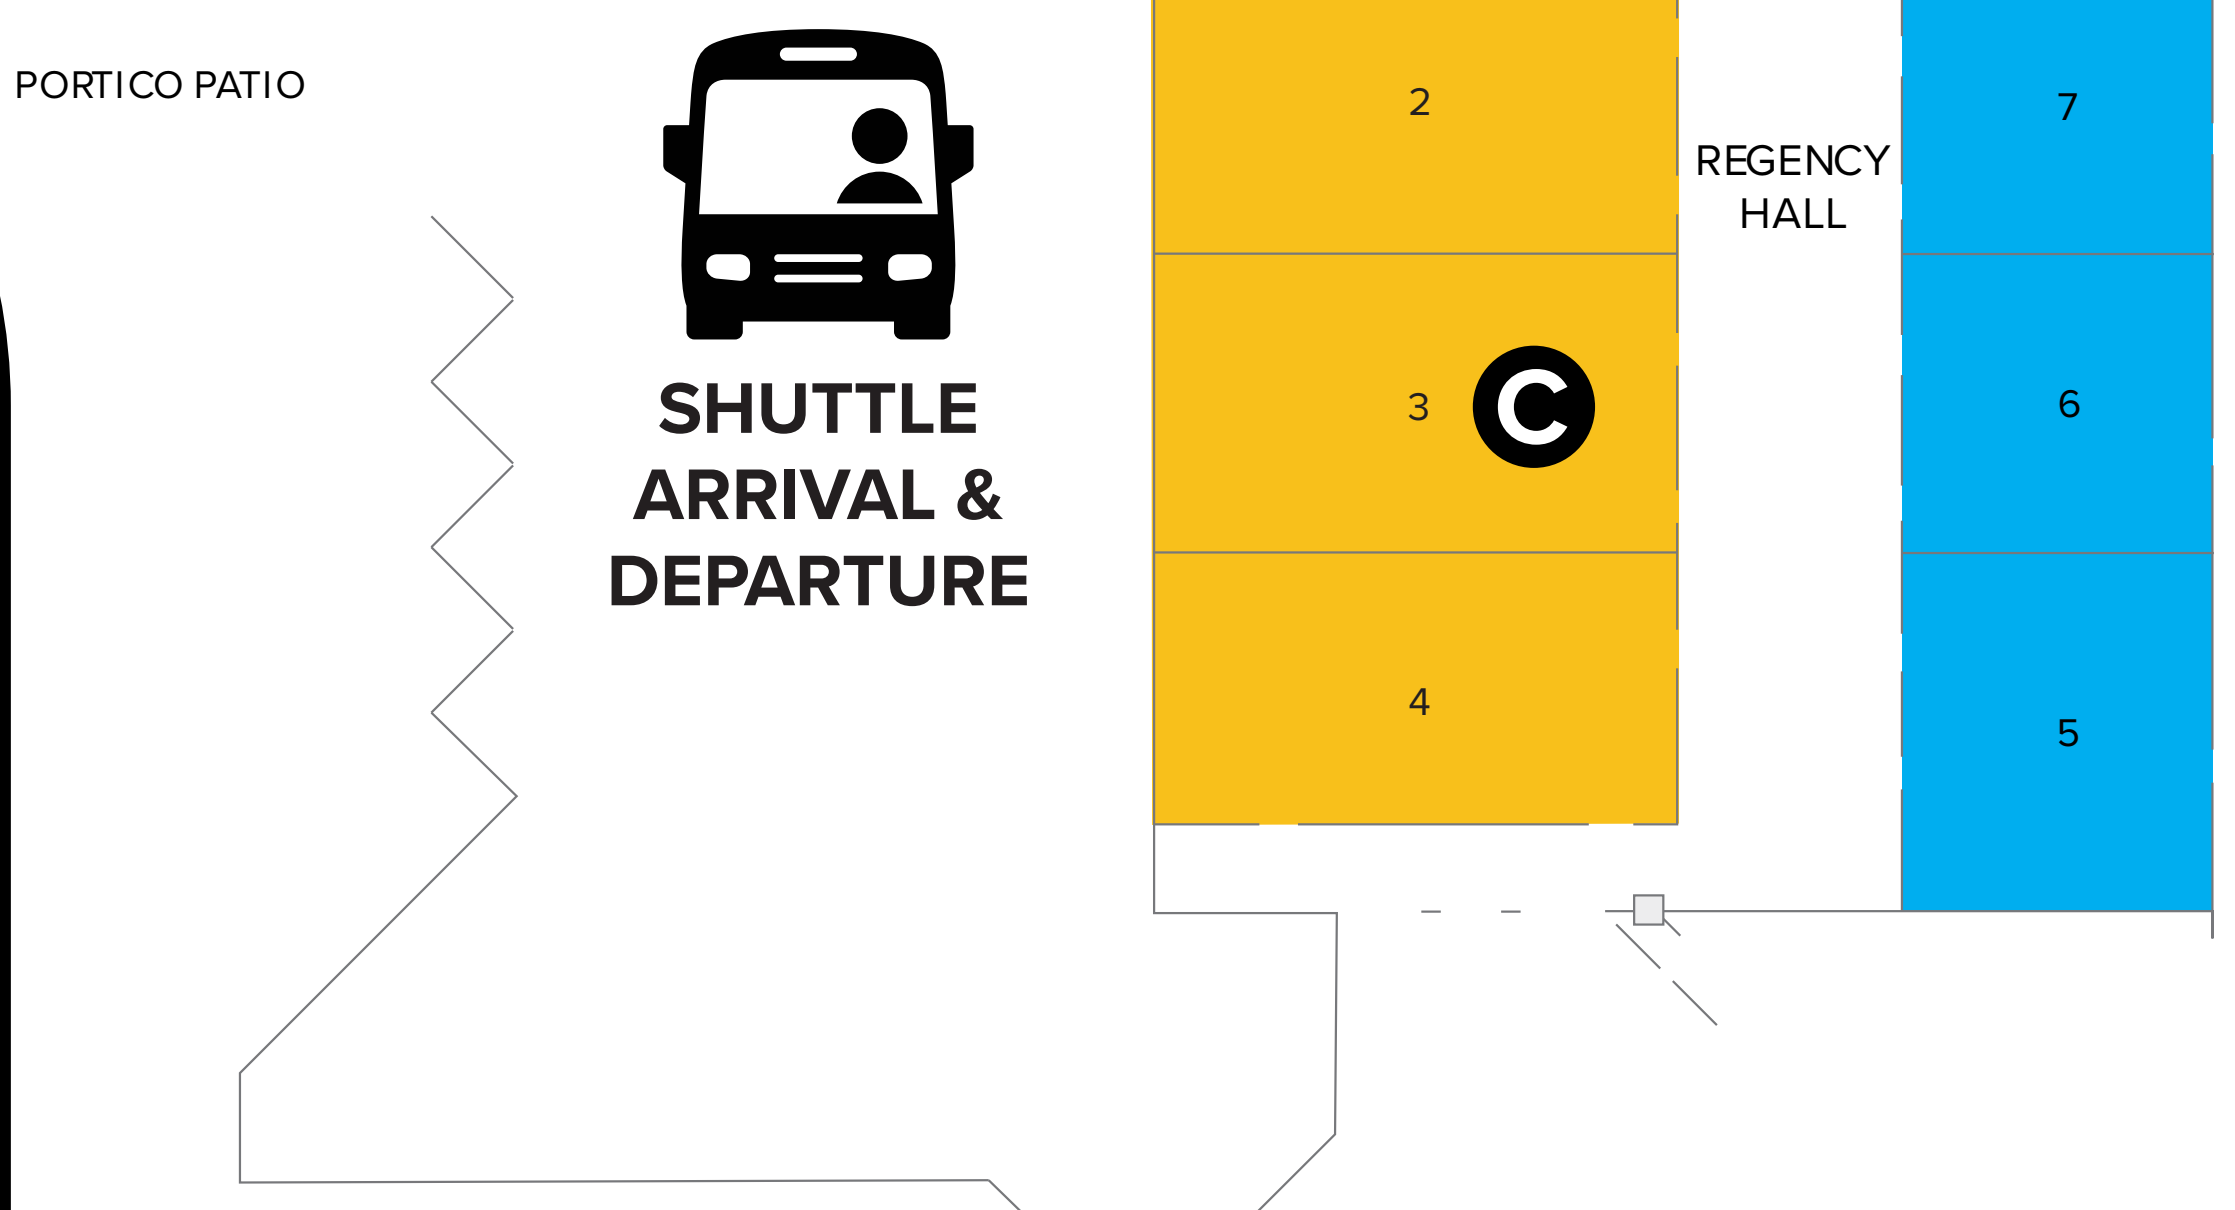 PORTICO PATIO
SHUTTLE
ARRIVAL &
DEPARTURE
2
3
C
4
REGENCY
HALL
7
6
5